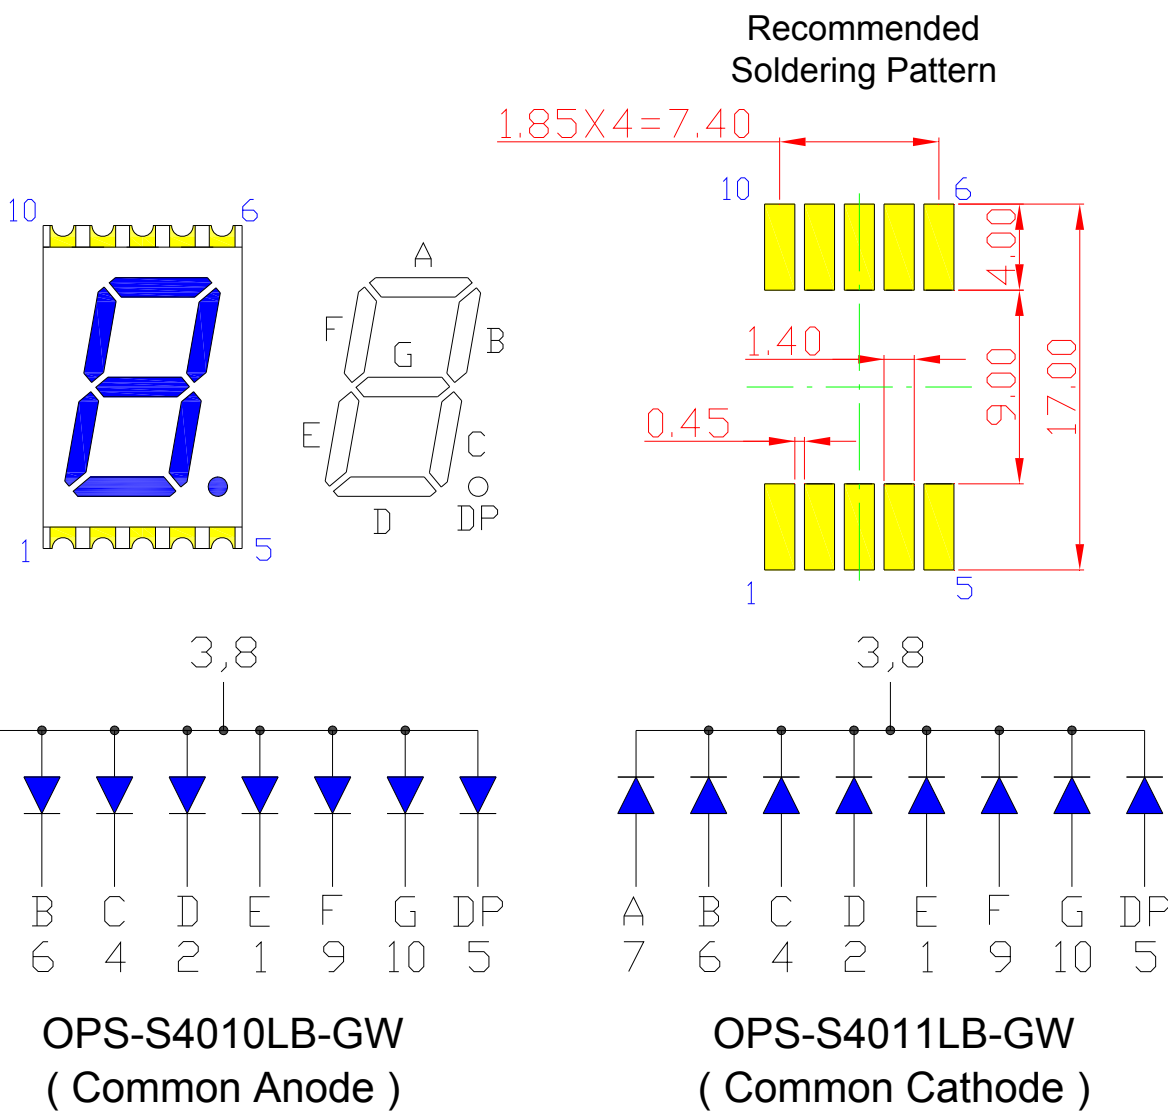 Recommended
Soldering Pattern
1.85X4=7.40
10 6
10 6
4.00
A
F B
G
1.40
9.00
17.00
0.45
E C
D DP
1 5
1 5
3,8 3,8
B C D E F G DP
6 4 2 1 9 10 5
A B C D E F G DP
7 6 4 2 1 9 10 5
OPS-S4010LB-GW
( Common Anode )
OPS-S4011LB-GW
( Common Cathode )